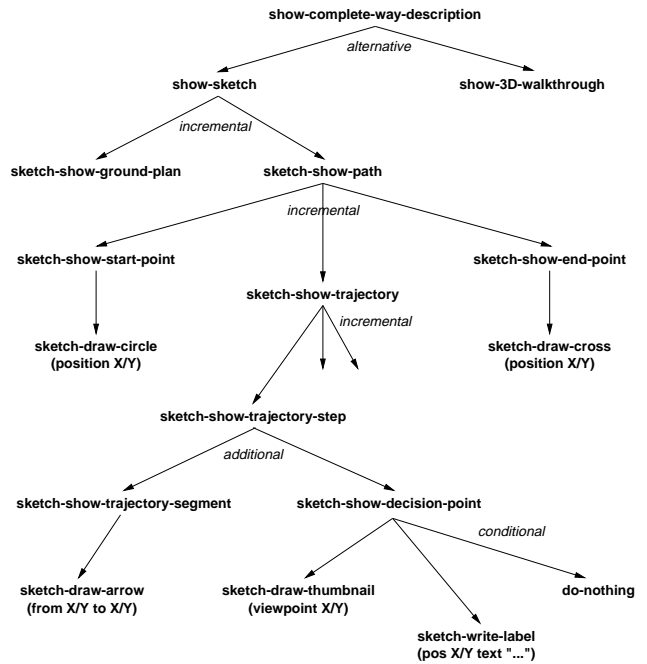 show-complete-way-description
alternative
show-sketch
show-3D-walkthrough
incremental
sketch-show-ground-plan
sketch-show-path
incremental
sketch-show-start-point
sketch-show-end-point
sketch-show-trajectory
incremental
sketch-draw-circle
(position X/Y)
sketch-draw-cross
(position X/Y)
sketch-show-trajectory-step
additional
sketch-show-trajectory-segment
sketch-show-decision-point
conditional
sketch-draw-arrow
(from X/Y to X/Y)
sketch-draw-thumbnail
(viewpoint X/Y)
do-nothing
sketch-write-label
(pos X/Y text "...")